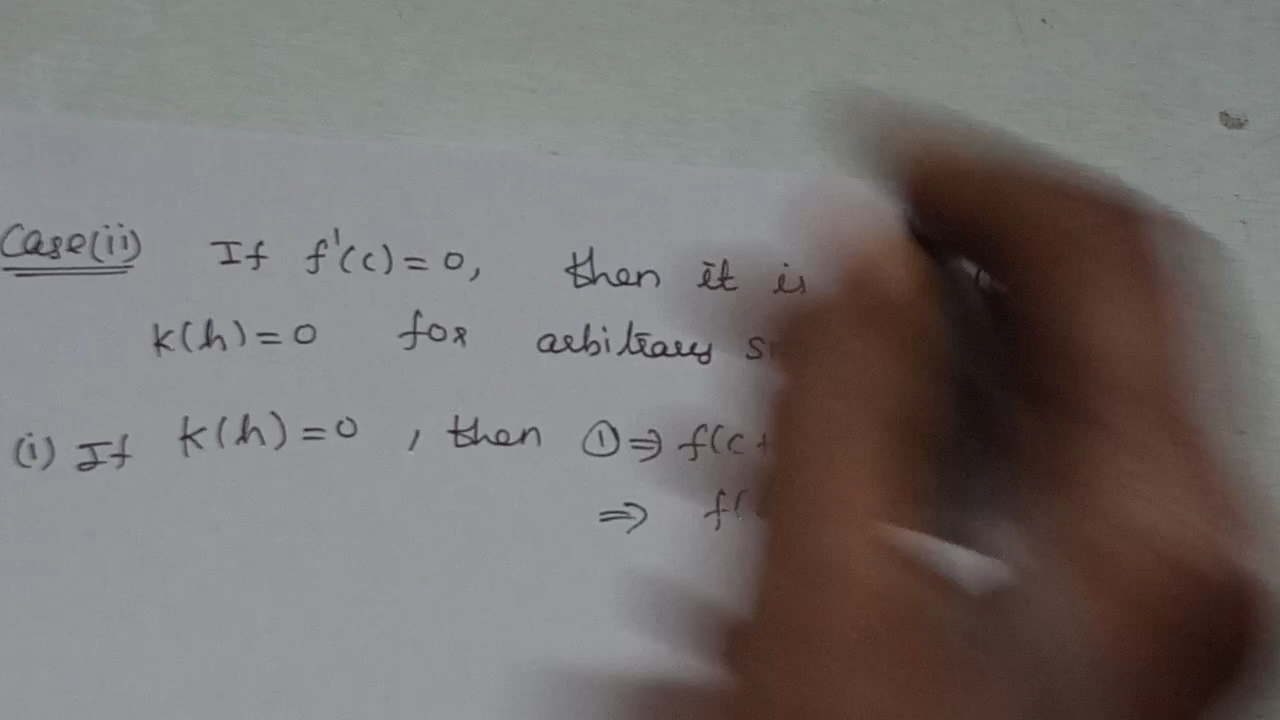 Case(ii) If f'(c)=0, then it is
k(h)=0 for arbitrary
(i) If k(h)=0, then ①⇒ f(c+
⇒ f(